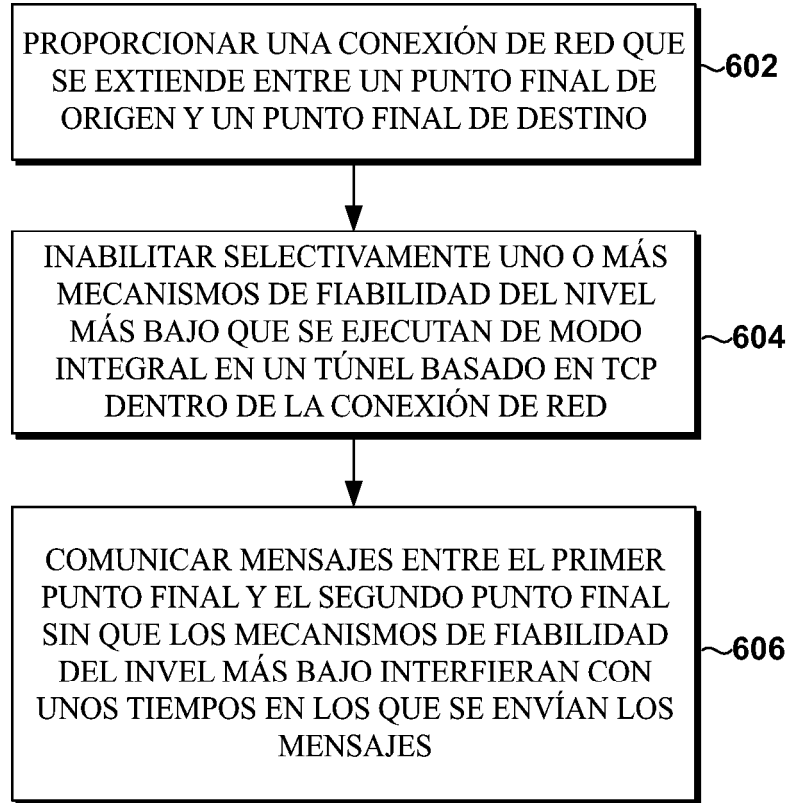 PROPORCIONAR UNA CONEXIÓN DE RED QUE
SE EXTIENDE ENTRE UN PUNTO FINAL DE
ORIGEN Y UN PUNTO FINAL DE DESTINO
602
INABILITAR SELECTIVAMENTE UNO O MÁS
MECANISMOS DE FIABILIDAD DEL NIVEL
MÁS BAJO QUE SE EJECUTAN DE MODO
INTEGRAL EN UN TÚNEL BASADO EN TCP
DENTRO DE LA CONEXIÓN DE RED
604
COMUNICAR MENSAJES ENTRE EL PRIMER
PUNTO FINAL Y EL SEGUNDO PUNTO FINAL
SIN QUE LOS MECANISMOS DE FIABILIDAD
DEL INVEL MÁS BAJO INTERFIERAN CON
UNOS TIEMPOS EN LOS QUE SE ENVÍAN LOS
MENSAJES
606